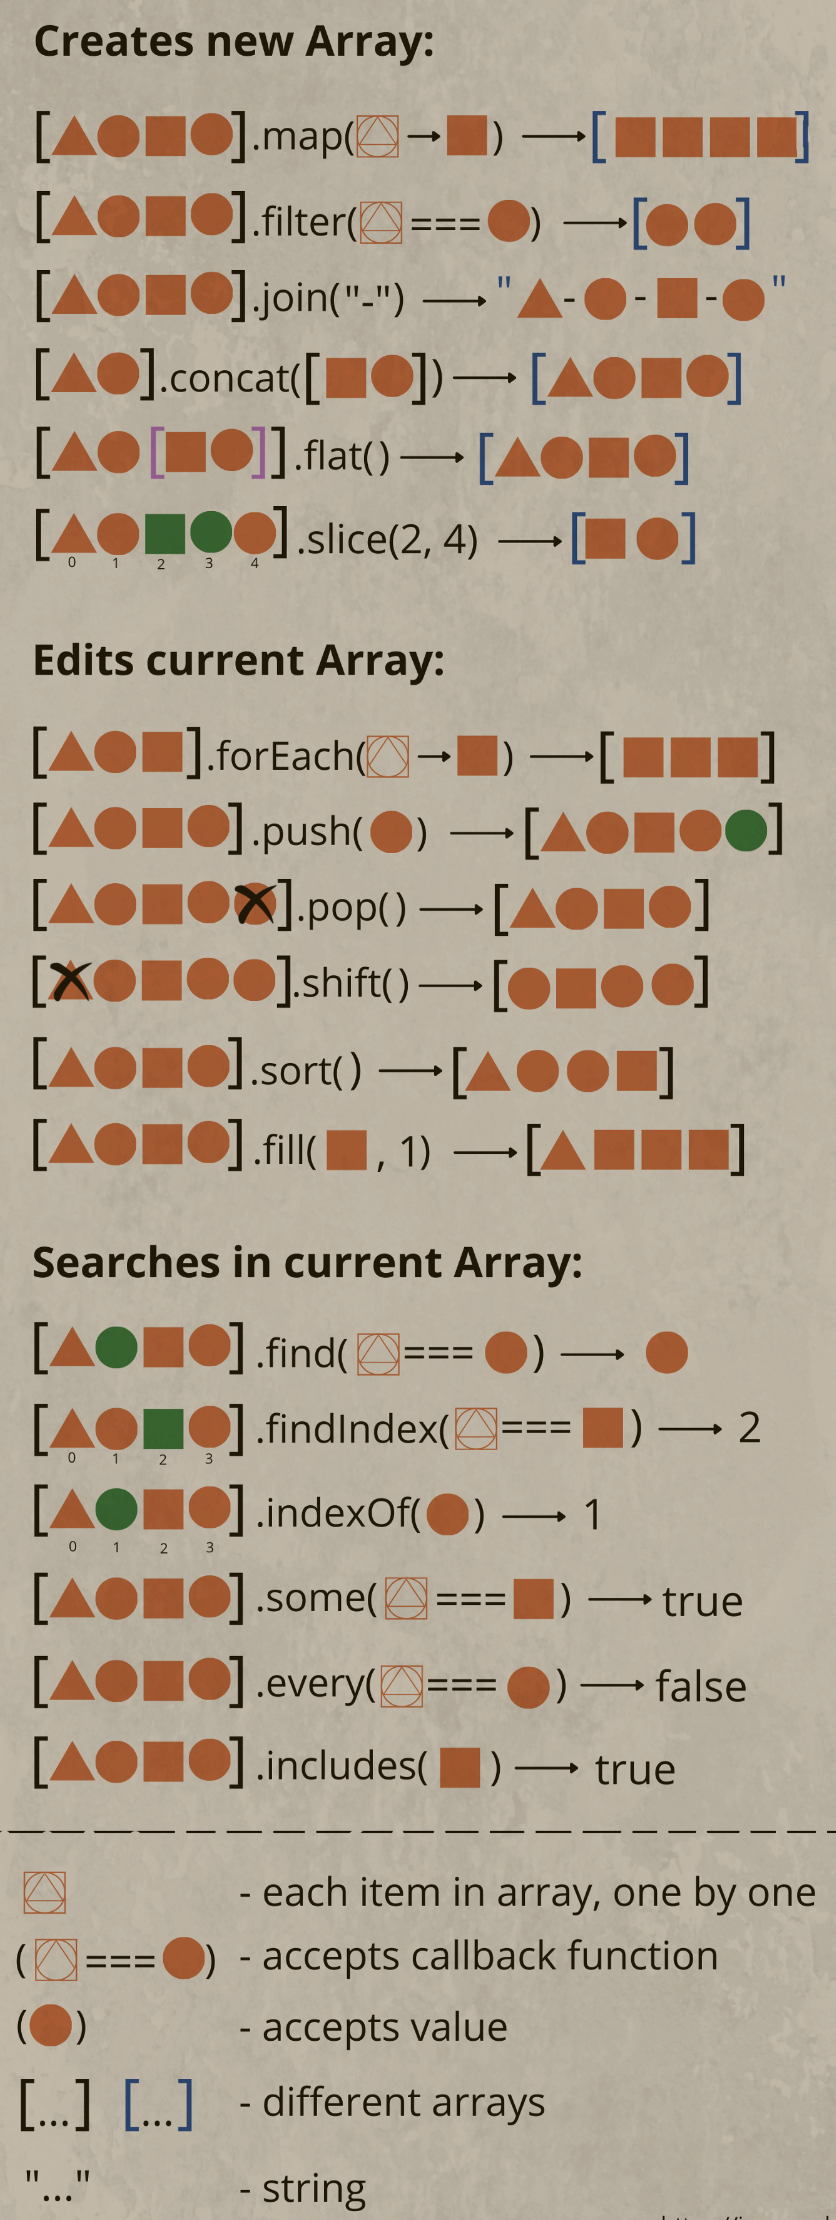 Creates new Array:
[ ].map( → ) → [ ]
[ ].filter( === ) → [ ]
[ ].join("-") → " - - - "
[ ].concat([ ]) → [ ]
[ [ ] ].flat() → [ ]
[ ].slice(2, 4) → [ ]
0 1 2 3 4
Edits current Array:
[ ].forEach( → ) → [ ]
[ ].push( ) → [ ]
[ ].pop() → [ ]
[ ].shift() → [ ]
[ ].sort() → [ ]
[ ].fill( , 1) → [ ]
Searches in current Array:
[ ].find( === ) →
[ ].findIndex( === ) → 2
0 1 2 3
[ ].indexOf( ) → 1
0 1 2 3
[ ].some( === ) → true
[ ].every( === ) → false
[ ].includes( ) → true
- each item in array, one by one
( === ) - accepts callback function
( ) - accepts value
[...] [...] - different arrays
"..." - string